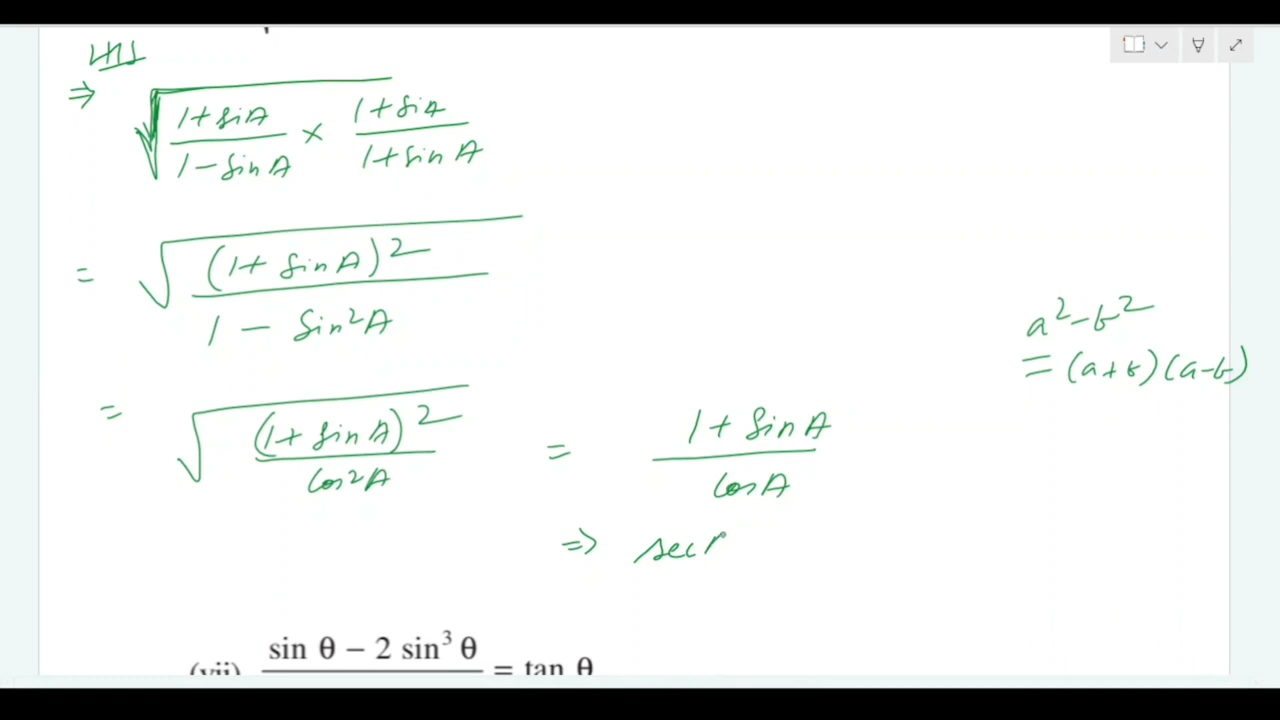 LHS
⇒ √((1+sinA)/(1-sinA) × (1+sinA)/(1+sinA))
= √((1+sinA)²/(1-sin²A))
a²-b²
= (a+b)(a-b)
= √((1+sinA)²/cos²A) = (1+sinA)/cosA
⇒ sec
sin θ – 2 sin³ θ
(vii) = tan θ